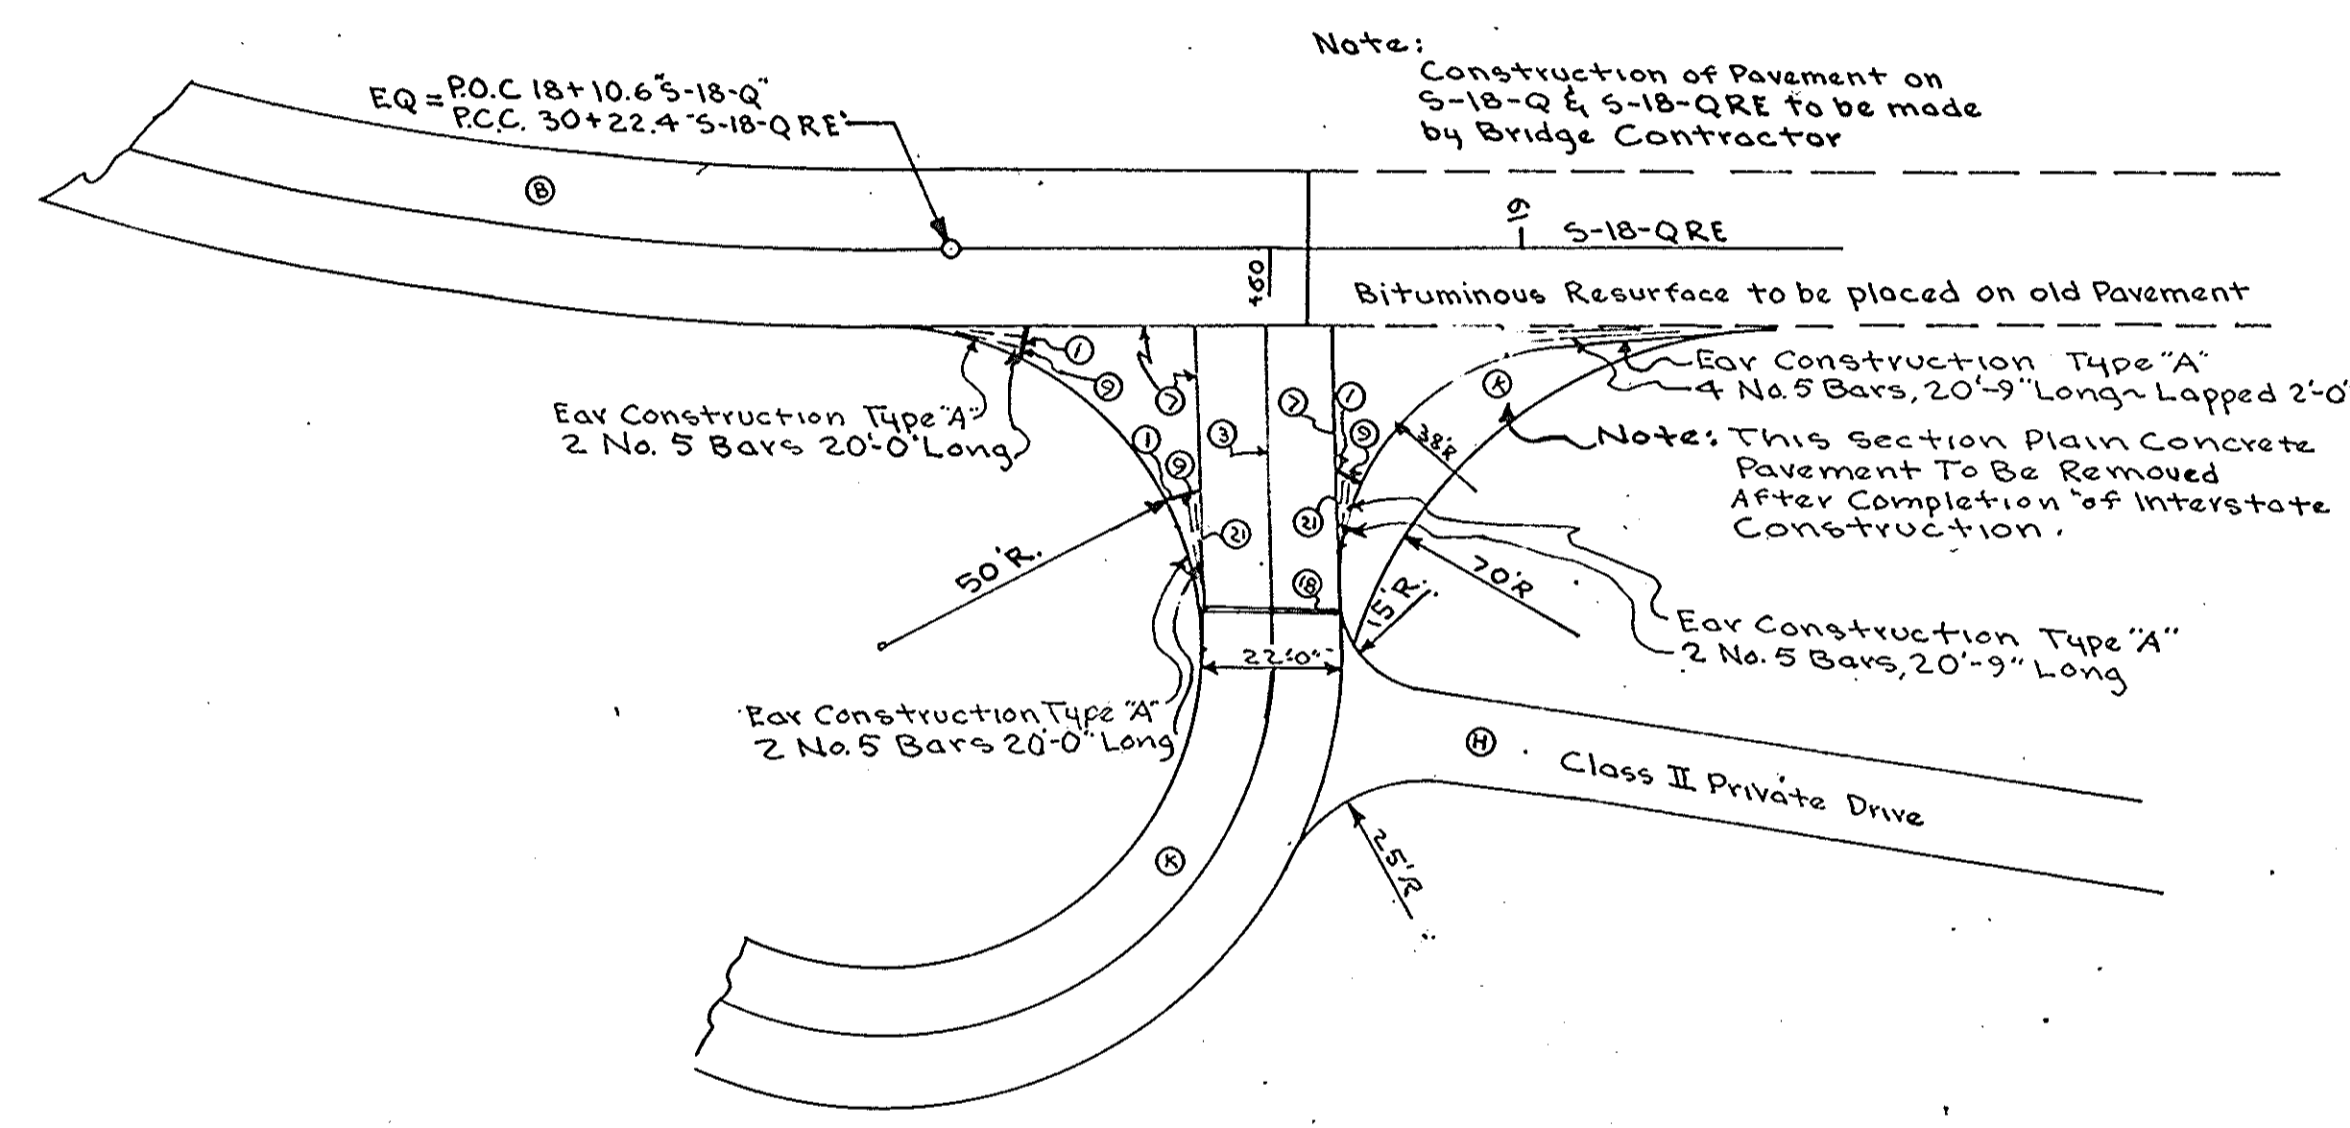 Note:
Construction of Pavement on
S-18-Q & S-18-QRE to be made
by Bridge Contractor
EQ = P.O.C 18+10.6 "S-18-Q"
P.C.C. 30+22.4 "S-18-QRE"
B
19
S-18-QRE
+60
Bituminous Resurface to be placed on old Pavement
1
9
7
Ear Construction Type "A"
2 No. 5 Bars 20'-0" Long
1
9
3
7
1
9
38'R
K
Ear Construction Type "A"
4 No. 5 Bars, 20'-9" Long ~ Lapped 2'-0"
Note: This Section Plain Concrete
Pavement To Be Removed
After Completion of Interstate
Construction.
21
21
50'R.
18
15'R.
70'R
Ear Construction Type "A"
2 No. 5 Bars, 20'-9" Long
22'-0"
Ear Construction Type "A"
2 No. 5 Bars 20'-0" Long
H
Class II Private Drive
25'R
K